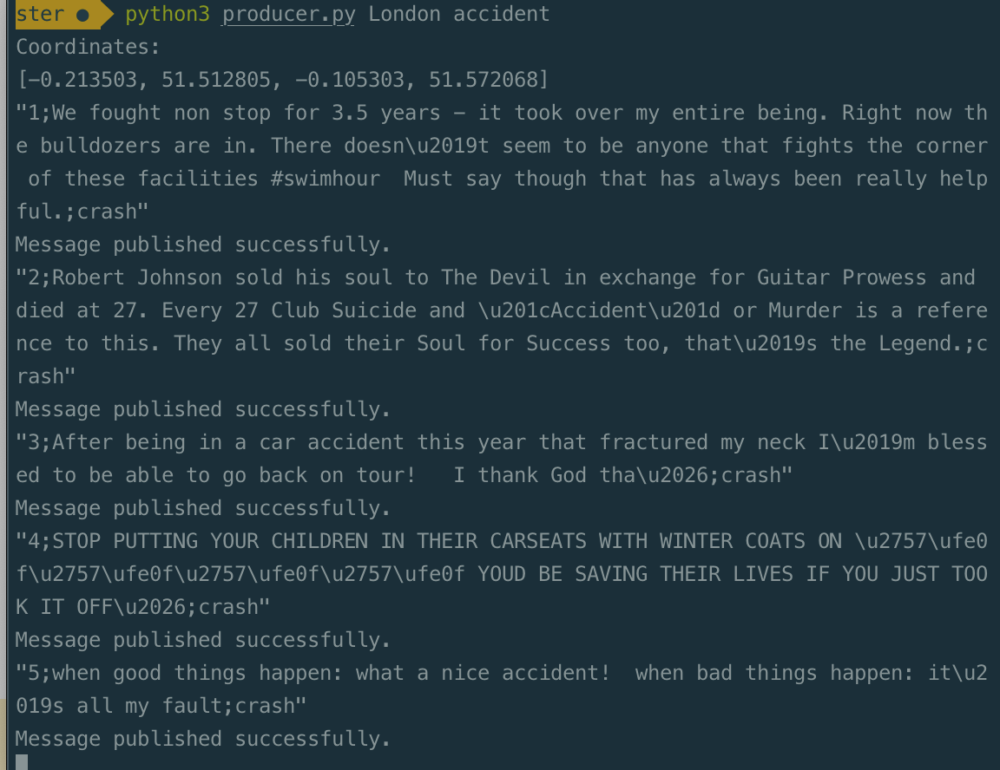 ster ● python3 producer.py London accident
Coordinates:
[-0.213503, 51.512805, -0.105303, 51.572068]
"1;We fought non stop for 3.5 years – it took over my entire being. Right now th
e bulldozers are in. There doesn\u2019t seem to be anyone that fights the corner
 of these facilities #swimhour  Must say though that has always been really help
ful.;crash"
Message published successfully.
"2;Robert Johnson sold his soul to The Devil in exchange for Guitar Prowess and
died at 27. Every 27 Club Suicide and \u201cAccident\u201d or Murder is a refere
nce to this. They all sold their Soul for Success too, that\u2019s the Legend.;c
rash"
Message published successfully.
"3;After being in a car accident this year that fractured my neck I\u2019m bless
ed to be able to go back on tour!   I thank God tha\u2026;crash"
Message published successfully.
"4;STOP PUTTING YOUR CHILDREN IN THEIR CARSEATS WITH WINTER COATS ON \u2757\ufe0
f\u2757\ufe0f\u2757\ufe0f\u2757\ufe0f YOUD BE SAVING THEIR LIVES IF YOU JUST TOO
K IT OFF\u2026;crash"
Message published successfully.
"5;when good things happen: what a nice accident!  when bad things happen: it\u2
019s all my fault;crash"
Message published successfully.